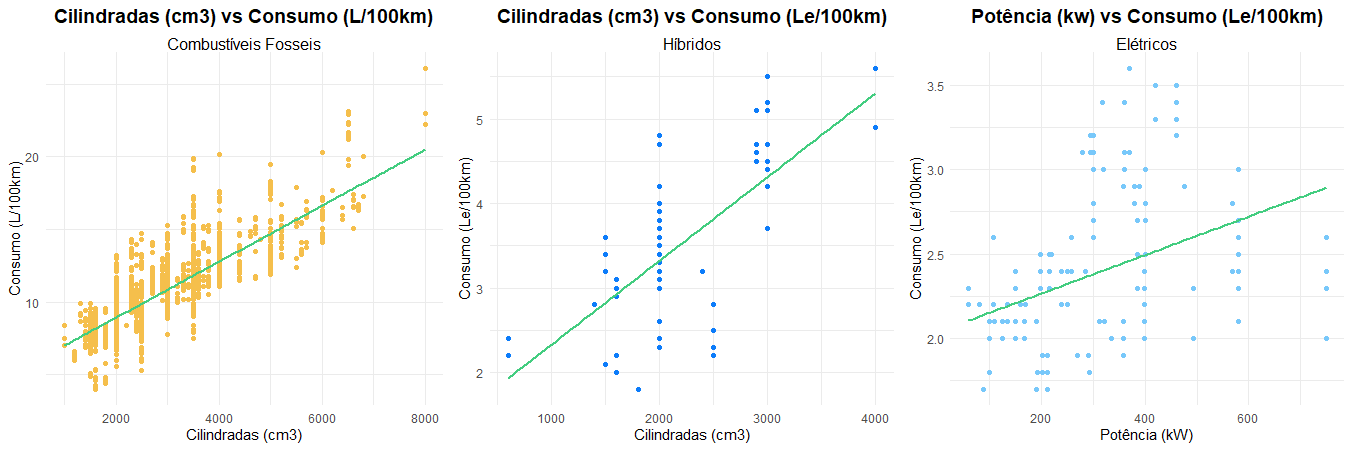 Cilindradas (cm3) vs Consumo (L/100km)
Combustíveis Fosseis
Consumo (L/100km)
20
10
2000
4000
6000
8000
Cilindradas (cm3)
Cilindradas (cm3) vs Consumo (Le/100km)
Híbridos
Consumo (Le/100km)
5
4
3
2
1000
2000
3000
4000
Cilindradas (cm3)
Potência (kw) vs Consumo (Le/100km)
Elétricos
Consumo (Le/100km)
3.5
3.0
2.5
2.0
200
400
600
Potência (kW)